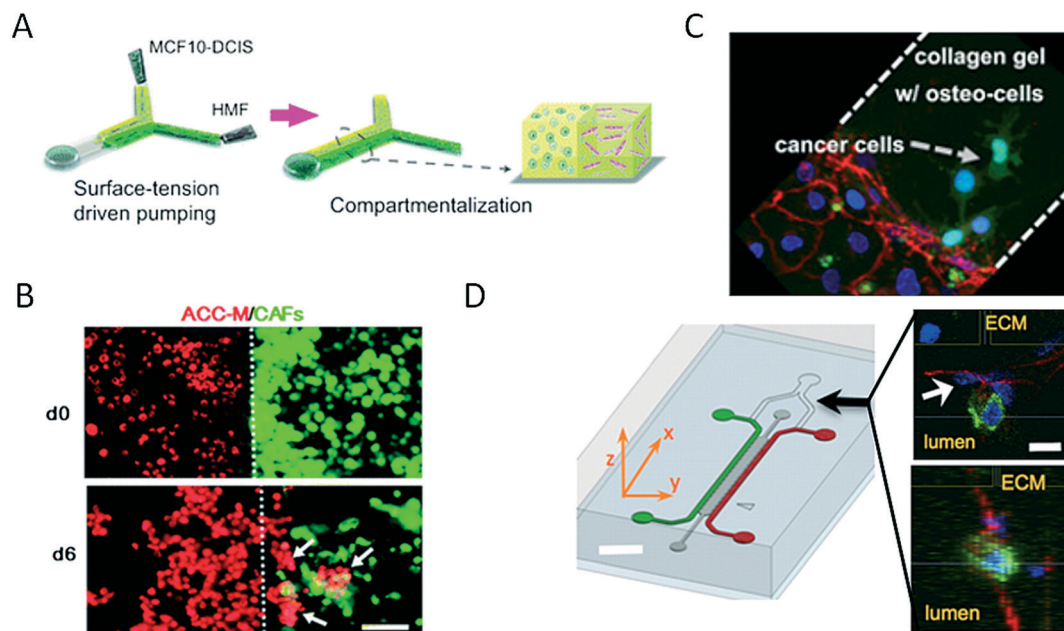 A
MCF10-DCIS
HMF
Surface-tension
driven pumping
Compartmentalization
B
ACC-M/CAFs
d0
d6
C
collagen gel
w/ osteo-cells
cancer cells
D
x
z
y
ECM
lumen
ECM
lumen